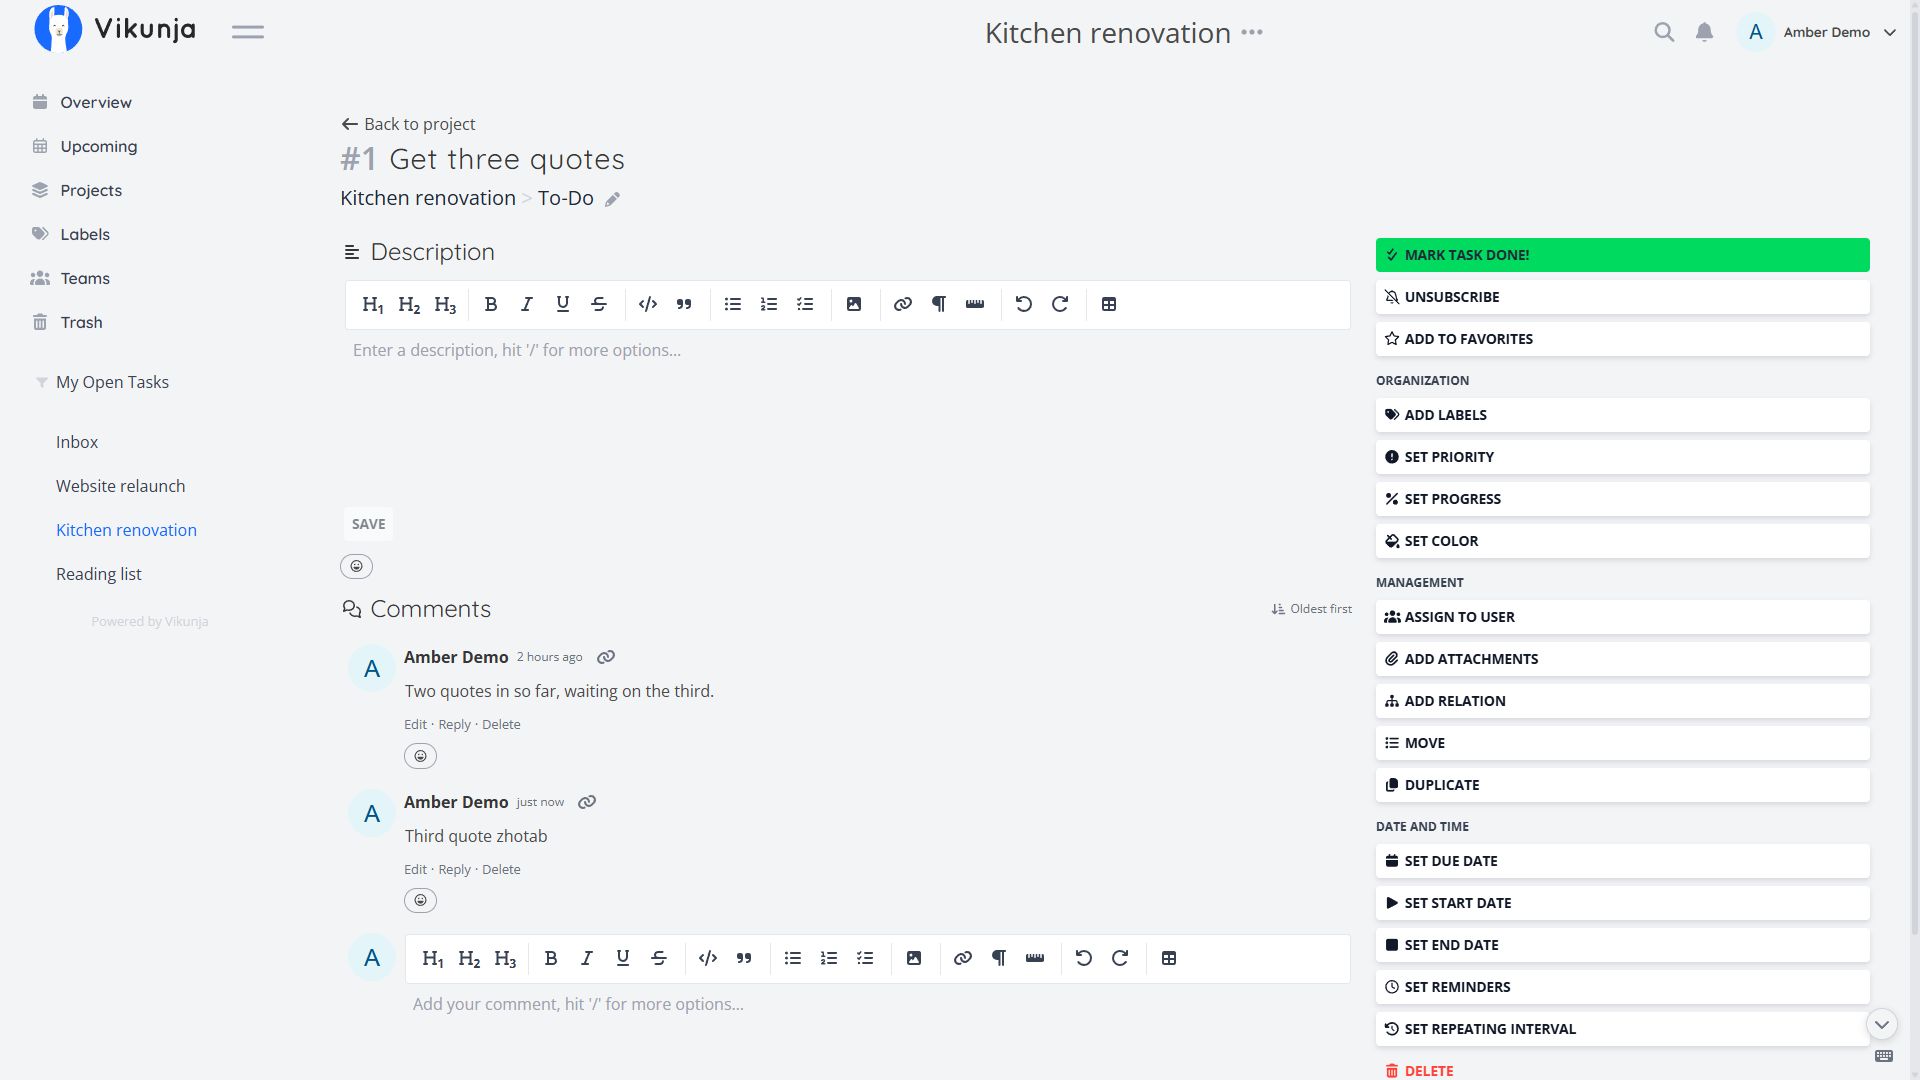 Vikunja
Kitchen renovation
A Amber Demo
Overview
Upcoming
Projects
Labels
Teams
Trash
My Open Tasks
Inbox
Website relaunch
Kitchen renovation
Reading list
Powered by Vikunja
Back to project
#1 Get three quotes
Kitchen renovation > To-Do
Description
H1 H2 H3 B I U S
Enter a description, hit '/' for more options...
SAVE
Comments
Oldest first
A Amber Demo 2 hours ago
Two quotes in so far, waiting on the third.
Edit · Reply · Delete
A Amber Demo just now
Third quote zhotab
Edit · Reply · Delete
A H1 H2 H3 B I U S
Add your comment, hit '/' for more options...
MARK TASK DONE!
UNSUBSCRIBE
ADD TO FAVORITES
ORGANIZATION
ADD LABELS
SET PRIORITY
SET PROGRESS
SET COLOR
MANAGEMENT
ASSIGN TO USER
ADD ATTACHMENTS
ADD RELATION
MOVE
DUPLICATE
DATE AND TIME
SET DUE DATE
SET START DATE
SET END DATE
SET REMINDERS
SET REPEATING INTERVAL
DELETE